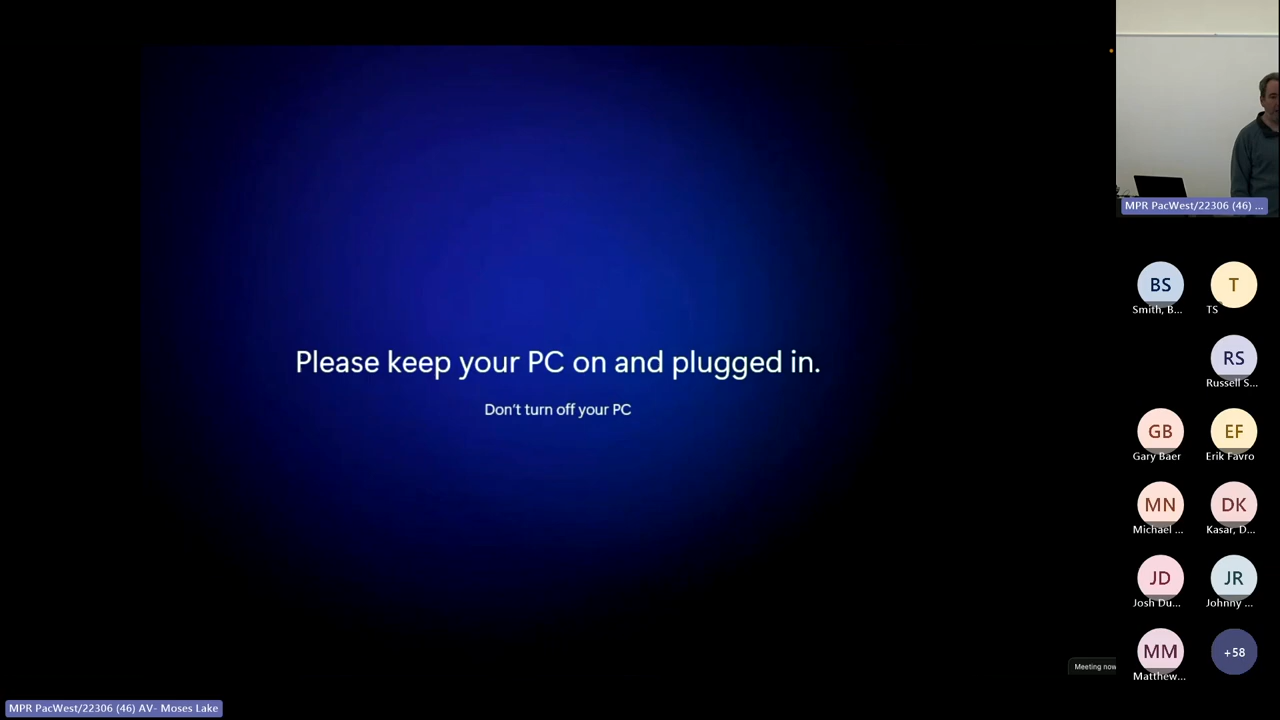 Please keep your PC on and plugged in.
Don't turn off your PC
MPR PacWest/22306 (46) ...
BS
Smith, B...
T
TS
RS
Russell S...
GB
Gary Baer
EF
Erik Favro
MN
Michael ...
DK
Kasar, D...
JD
Josh Du...
JR
Johnny ...
MM
Matthew...
+58
Meeting now
MPR PacWest/22306 (46) AV- Moses Lake